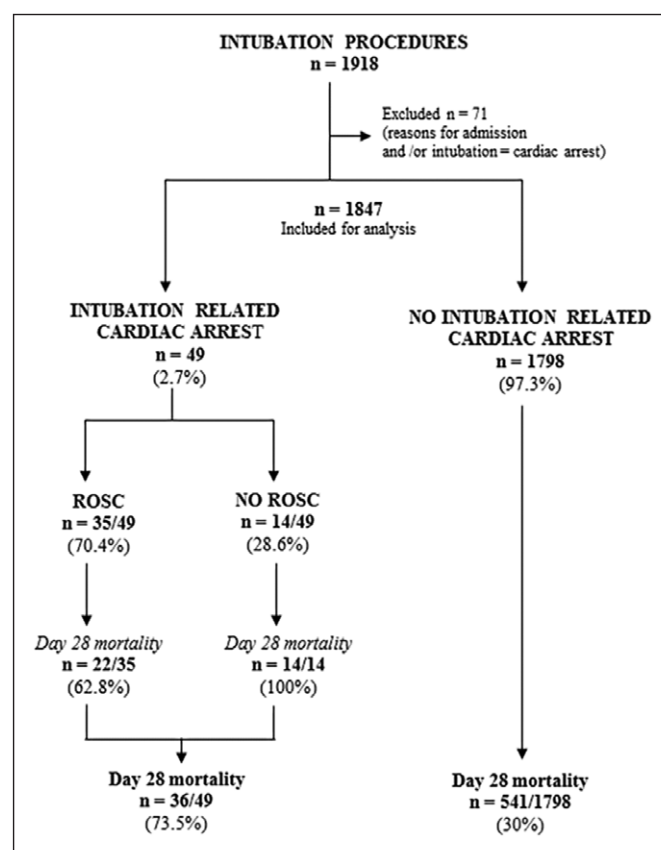 INTUBATION PROCEDURES
n = 1918
Excluded n = 71
(reasons for admission
and /or intubation = cardiac arrest)
n = 1847
Included for analysis
INTUBATION RELATED
CARDIAC ARREST
n = 49
(2.7%)
NO INTUBATION RELATED
CARDIAC ARREST
n = 1798
(97.3%)
ROSC
n = 35/49
(70.4%)
NO ROSC
n = 14/49
(28.6%)
Day 28 mortality
n = 22/35
(62.8%)
Day 28 mortality
n = 14/14
(100%)
Day 28 mortality
n = 36/49
(73.5%)
Day 28 mortality
n = 541/1798
(30%)